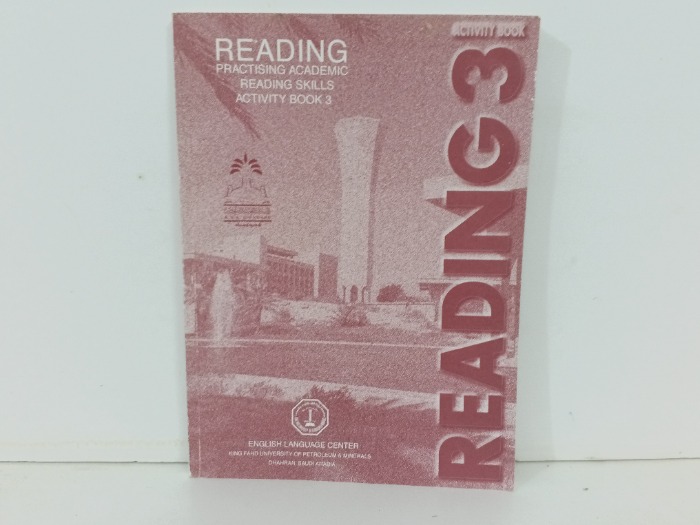 READING
PRACTISING ACADEMIC
READING SKILLS
ACTIVITY BOOK 3
ACTIVITY BOOK
READING 3
ENGLISH LANGUAGE CENTER
KING FAHD UNIVERSITY OF PETROLEUM & MINERALS
DHAHRAN, SAUDI ARABIA